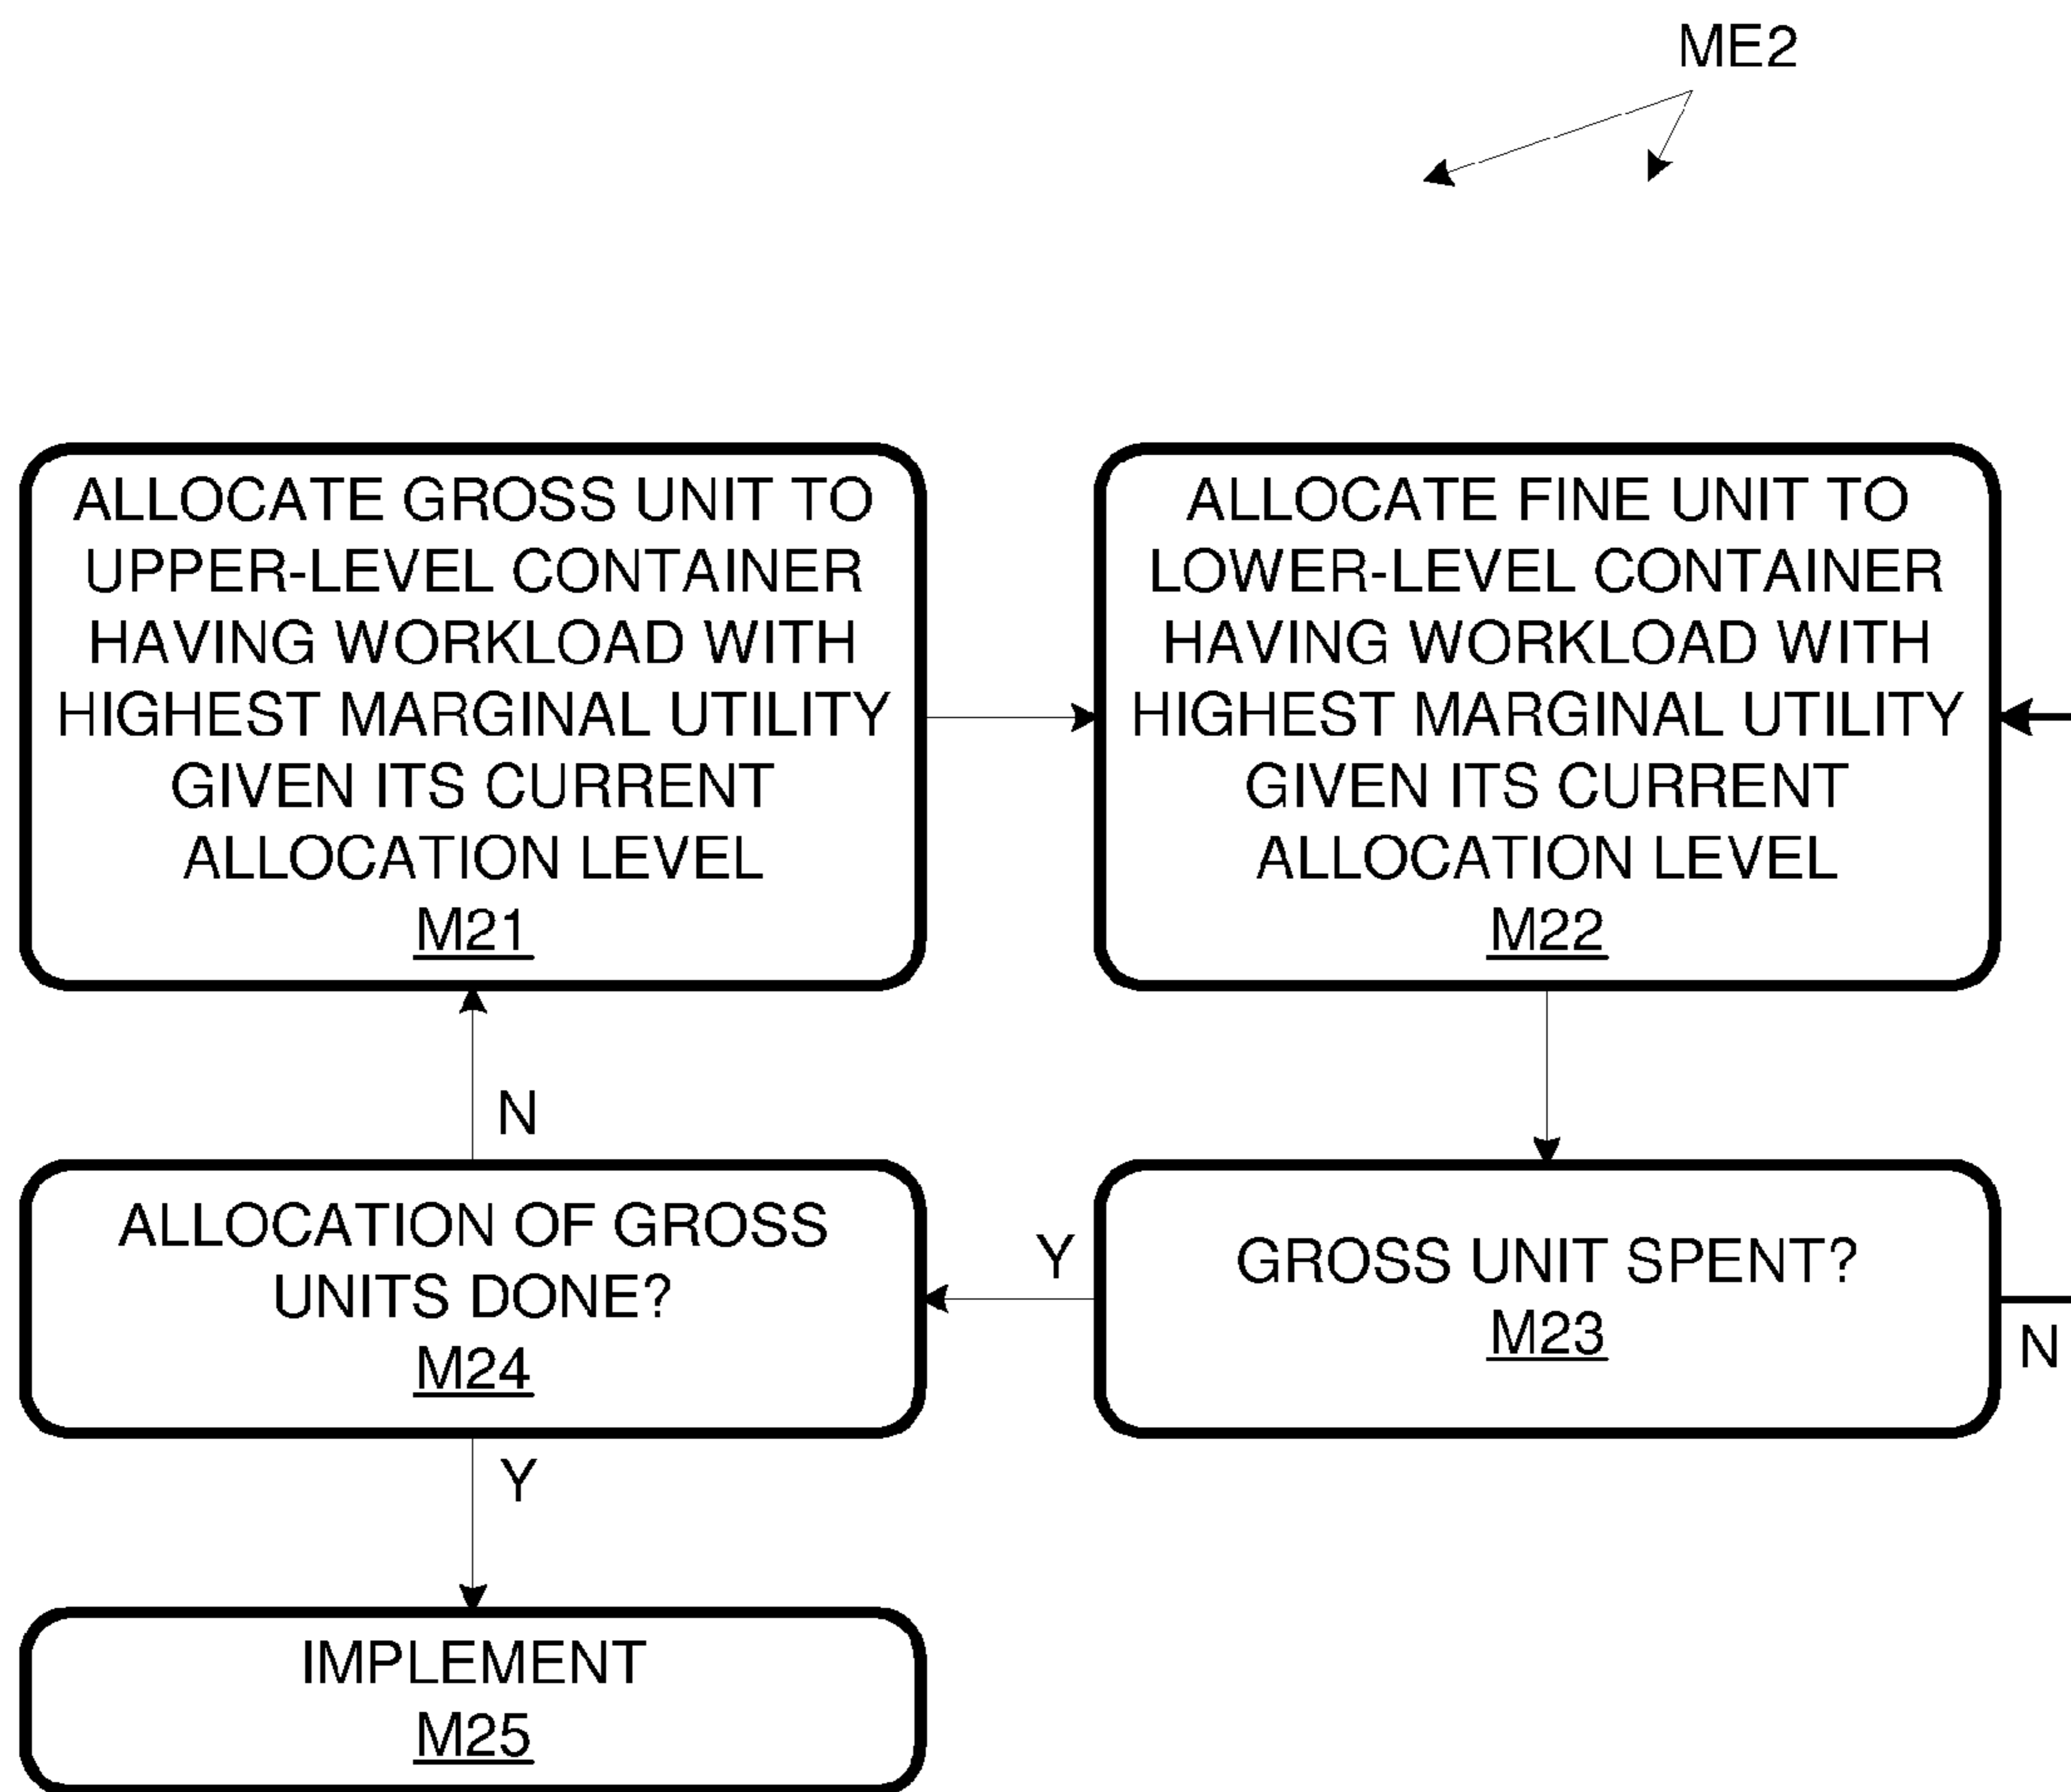 ME2
ALLOCATE GROSS UNIT TO
UPPER-LEVEL CONTAINER
HAVING WORKLOAD WITH
HIGHEST MARGINAL UTILITY
GIVEN ITS CURRENT
ALLOCATION LEVEL
M21
ALLOCATE FINE UNIT TO
LOWER-LEVEL CONTAINER
HAVING WORKLOAD WITH
HIGHEST MARGINAL UTILITY
GIVEN ITS CURRENT
ALLOCATION LEVEL
M22
N
ALLOCATION OF GROSS
UNITS DONE?
M24
Y
GROSS UNIT SPENT?
M23
N
Y
IMPLEMENT
M25